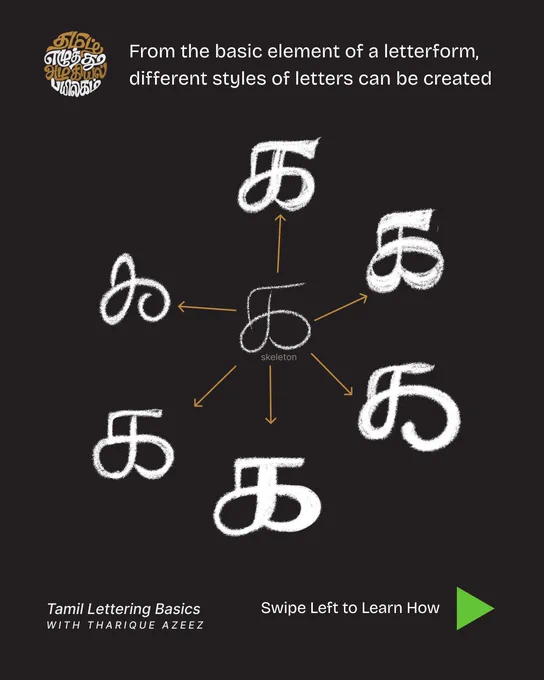 தமிழ்
எழுத்தும்
அழகியல்
பயிலகம்
From the basic element of a letterform,
different styles of letters can be created
க
க
க
க
skeleton
க
க
க
Tamil Lettering Basics
WITH THARIQUE AZEEZ
Swipe Left to Learn How